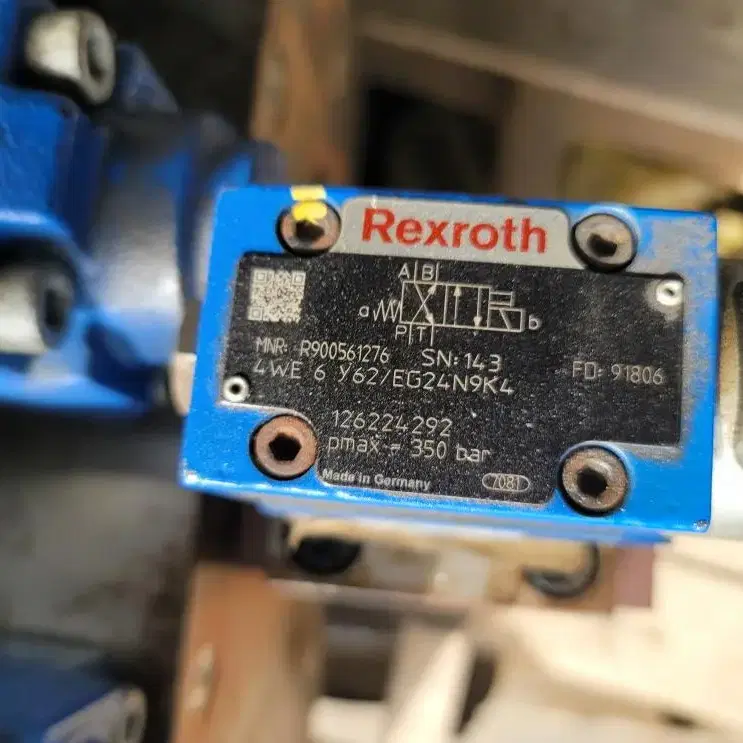 Rexroth
A B
a b
P T
MNR: R900561276 SN: 143
FD: 91806
4WE 6 Y62/EG24N9K4
126224292
pmax = 350 bar
Made in Germany 7081